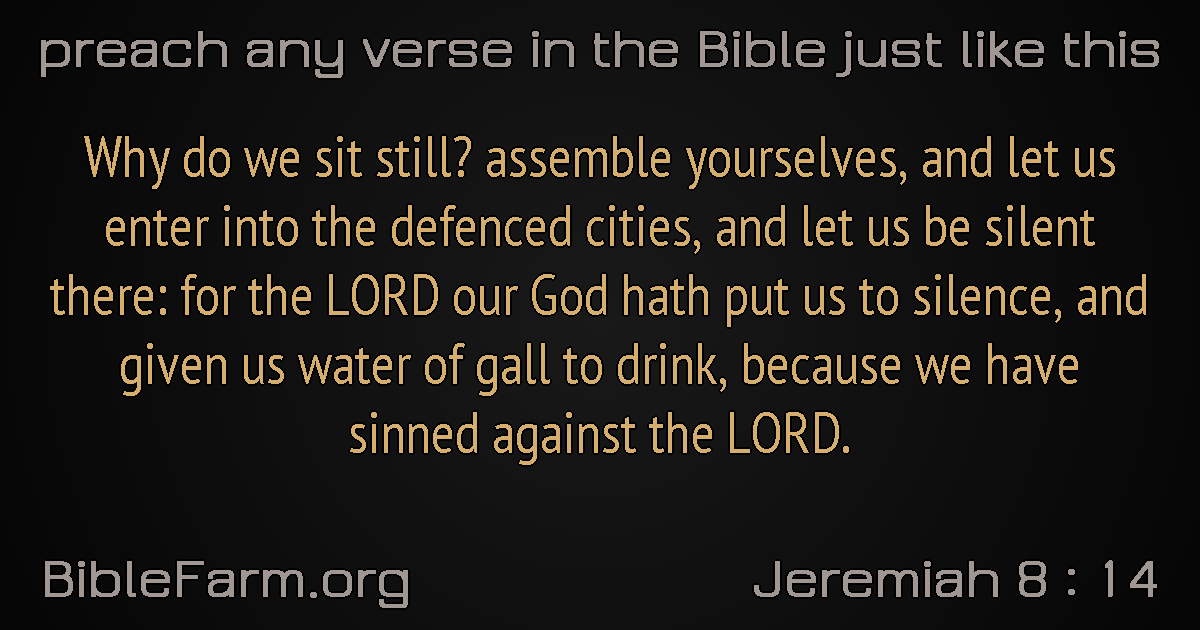 preach any verse in the Bible just like this
Why do we sit still? assemble yourselves, and let us
enter into the defenced cities, and let us be silent
there: for the LORD our God hath put us to silence, and
given us water of gall to drink, because we have
sinned against the LORD.
BibleFarm.org
Jeremiah 8 : 14